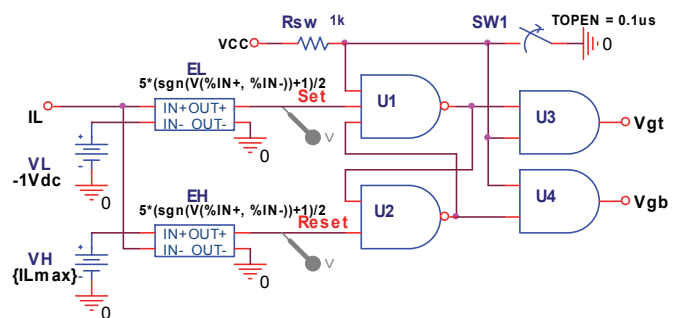 Rsw 1k
VCC
SW1
TOPEN = 0.1us
0
EL
5*(sgn(V(%IN+, %IN-))+1)/2
Set
IL
IN+ OUT+
IN- OUT-
0
V
U1
U3
Vgt
VL
-1Vdc
+
-
0
EH
5*(sgn(V(%IN+, %IN-))+1)/2
Reset
IN+ OUT+
IN- OUT-
0
V
U2
U4
Vgb
VH
{ILmax}
+
-
0